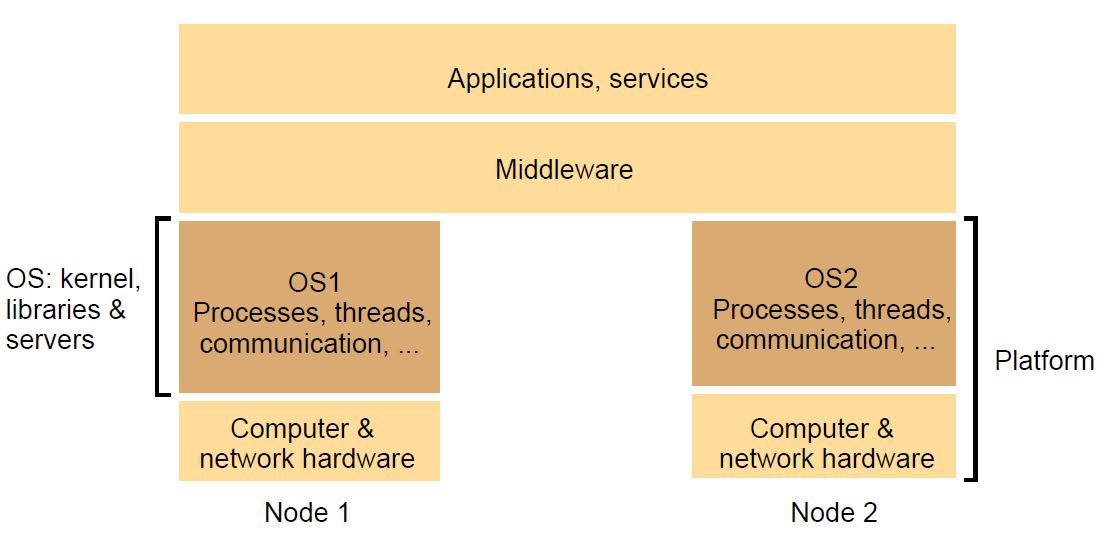 Applications, services
Middleware
OS: kernel,
libraries &
servers
OS1
Processes, threads,
communication, ...
OS2
Processes, threads,
communication, ...
Platform
Computer &
network hardware
Computer &
network hardware
Node 1
Node 2